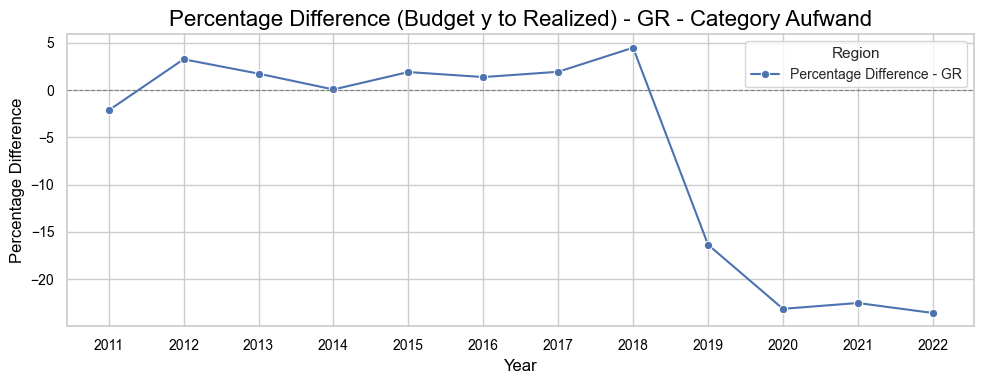 Percentage Difference (Budget y to Realized) - GR - Category Aufwand
Region
Percentage Difference - GR
Percentage Difference
5
0
−5
−10
−15
−20
2011 2012 2013 2014 2015 2016 2017 2018 2019 2020 2021 2022
Year